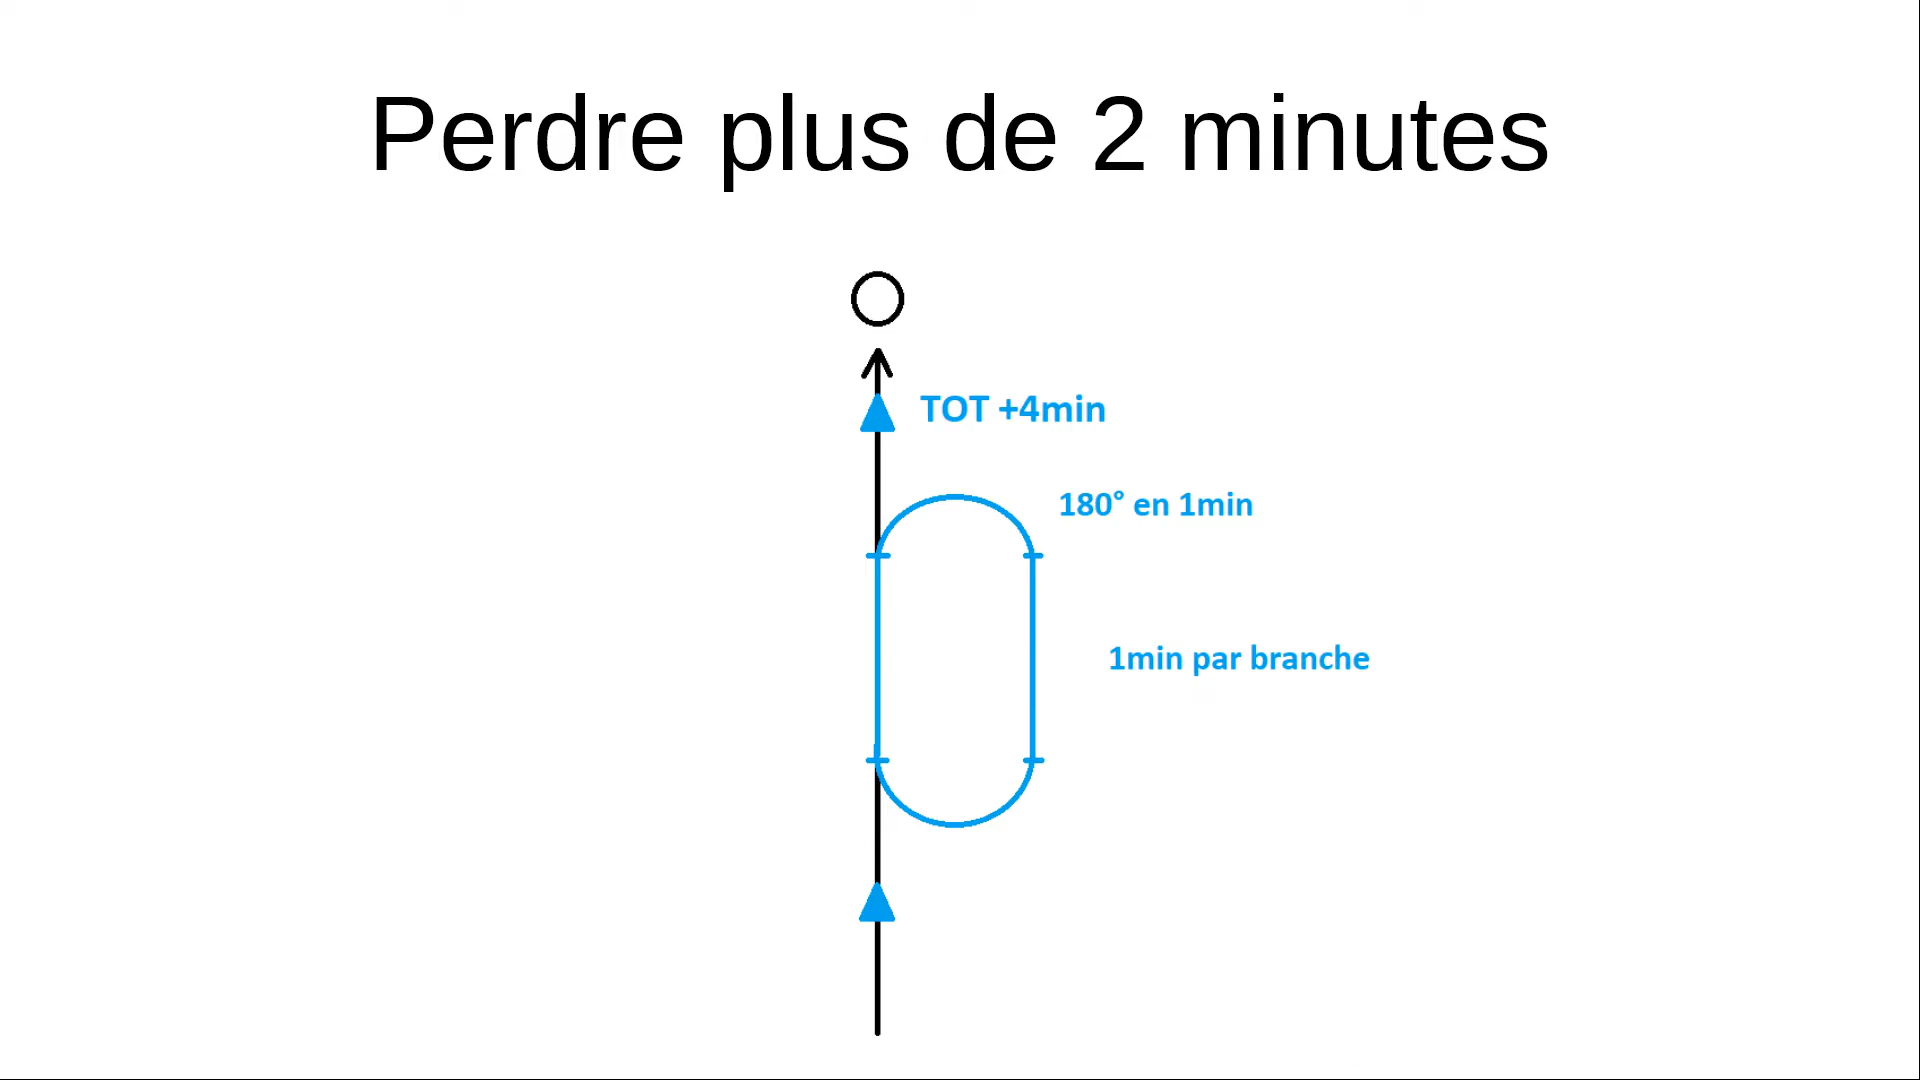 Perdre plus de 2 minutes
TOT +4min
180° en 1min
1min par branche